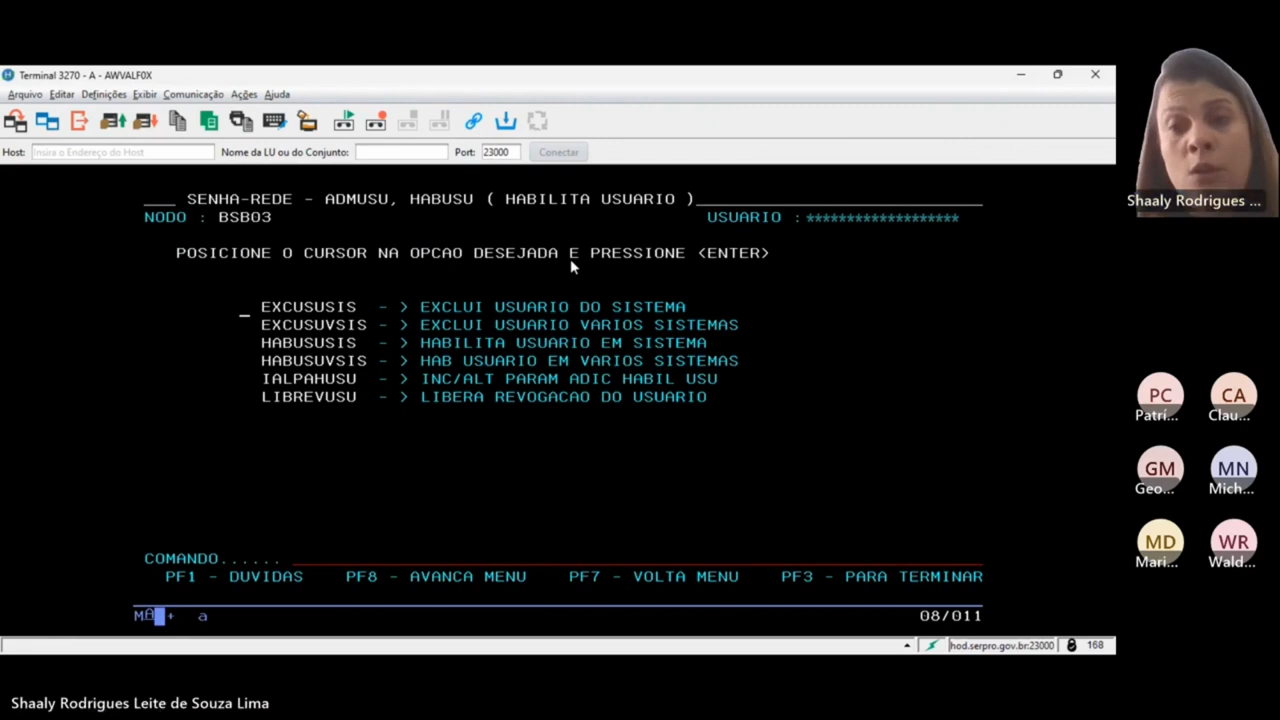 Terminal 3270 - A - AWVALF0X
Arquivo Editar Definições Exibir Comunicação Ações Ajuda
Host: Insira o Endereço do Host Nome da LU ou do Conjunto: Port: 23000 Conectar
SENHA-REDE - ADMUSU, HABUSU ( HABILITA USUARIO )
NODO : BSB03 USUARIO : *******************
POSICIONE O CURSOR NA OPCAO DESEJADA E PRESSIONE <ENTER>
_ EXCUSUSIS - > EXCLUI USUARIO DO SISTEMA
EXCUSUVSIS - > EXCLUI USUARIO VARIOS SISTEMAS
HABUSUSIS - > HABILITA USUARIO EM SISTEMA
HABUSUVSIS - > HAB USUARIO EM VARIOS SISTEMAS
IALPAHUSU - > INC/ALT PARAM ADIC HABIL USU
LIBREVUSU - > LIBERA REVOGACAO DO USUARIO
COMANDO......
PF1 - DUVIDAS PF8 - AVANCA MENU PF7 - VOLTA MENU PF3 - PARA TERMINAR
MA + a 08/011
hod.serpro.gov.br:23000 168
Shaaly Rodrigues ...
PC CA
Patrí... Clau...
GM MN
Geo... Mich...
MD WR
Mari... Wald...
Shaaly Rodrigues Leite de Souza Lima